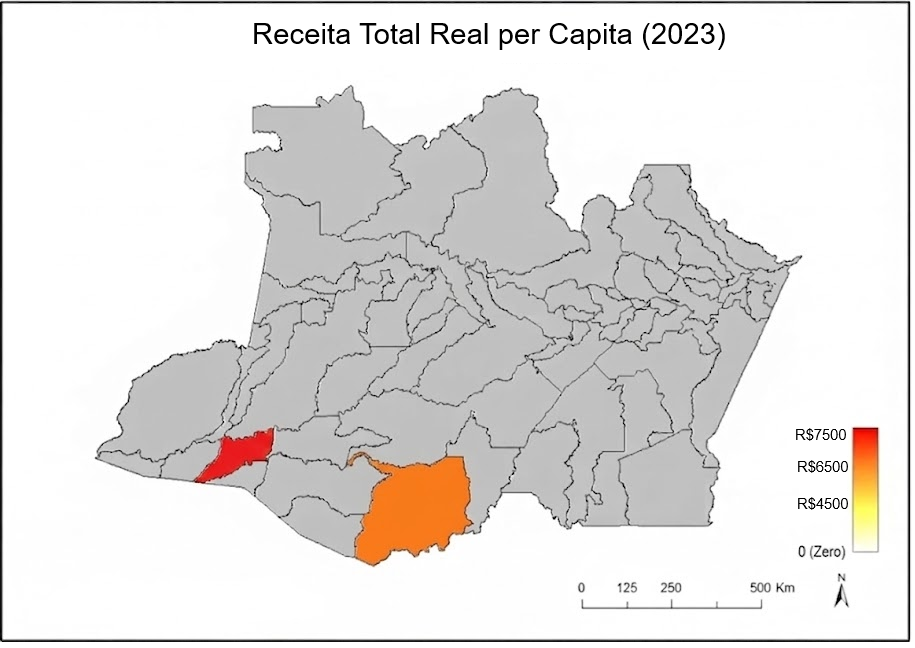 Receita Total Real per Capita (2023)
R$7500
R$6500
R$4500
0 (Zero)
0 125 250 500 Km
N